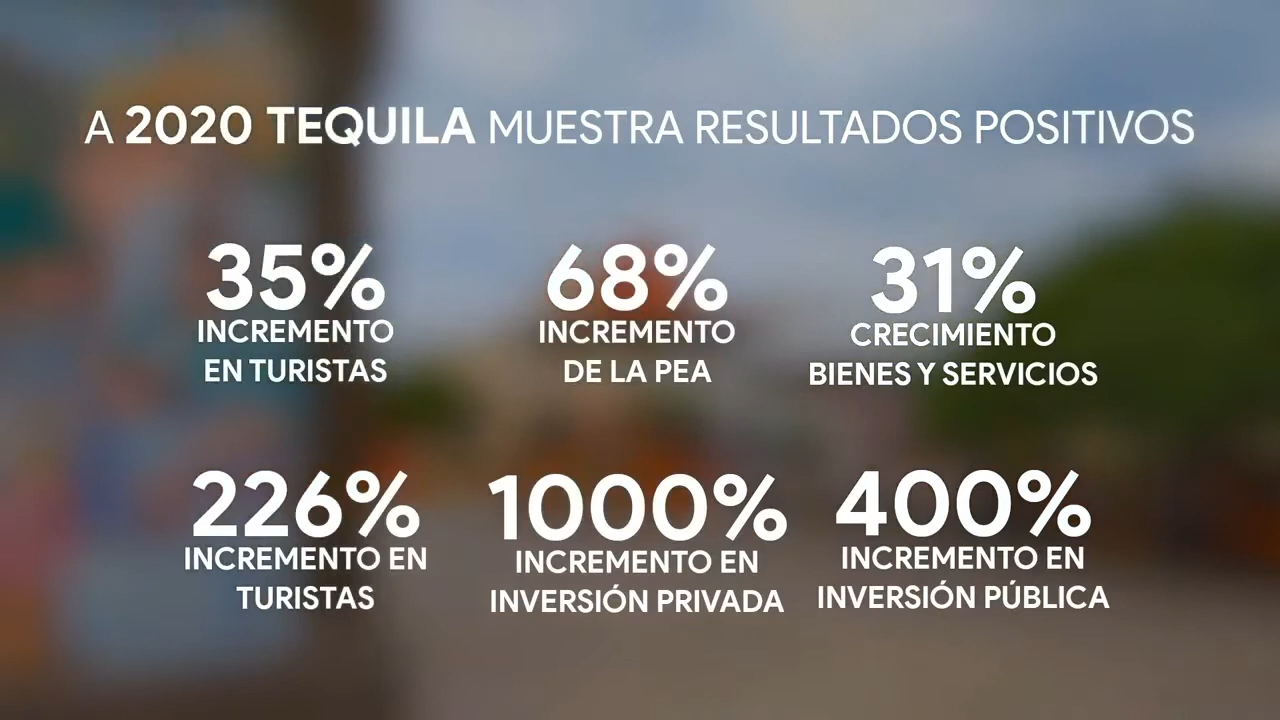 A 2020 TEQUILA MUESTRA RESULTADOS POSITIVOS
35%
INCREMENTO
EN TURISTAS
68%
INCREMENTO
DE LA PEA
31%
CRECIMIENTO
BIENES Y SERVICIOS
226%
INCREMENTO EN
TURISTAS
1000%
INCREMENTO EN
INVERSIÓN PRIVADA
400%
INCREMENTO EN
INVERSIÓN PÚBLICA